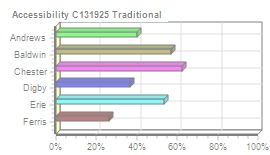 Accessibility C131925 Traditional
Andrews
Baldwin
Chester
Digby
Erie
Ferris
0% 20% 40% 60% 80% 100%